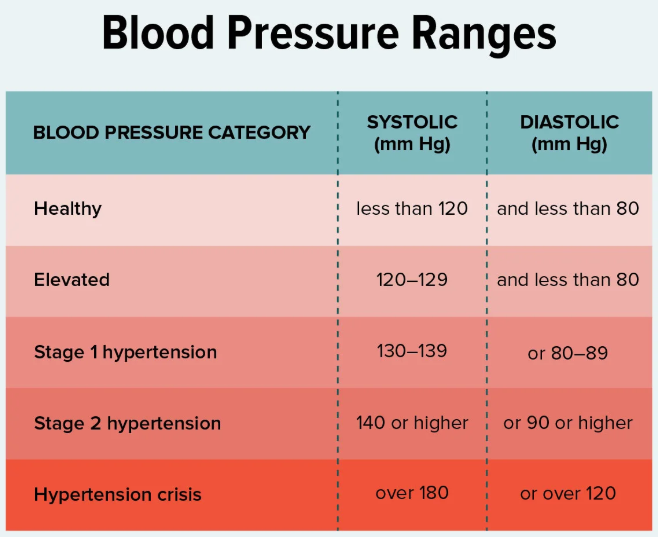 Blood Pressure Ranges
BLOOD PRESSURE CATEGORY
SYSTOLIC
(mm Hg)
DIASTOLIC
(mm Hg)
Healthy less than 120 and less than 80
Elevated 120–129 and less than 80
Stage 1 hypertension 130–139 or 80–89
Stage 2 hypertension 140 or higher or 90 or higher
Hypertension crisis over 180 or over 120